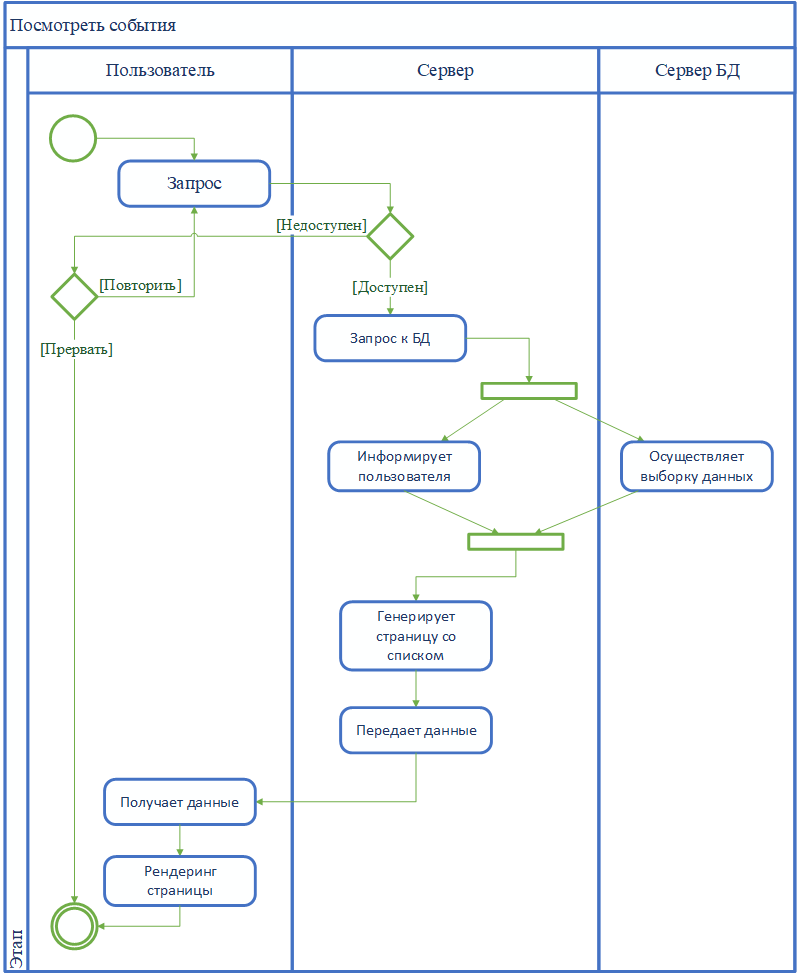 Посмотреть события
Пользователь
Сервер
Сервер БД
Запрос
[Недоступен]
[Повторить]
[Доступен]
Запрос к БД
[Прервать]
Информирует
пользователя
Осуществляет
выборку данных
Генерирует
страницу со
списком
Передает данные
Получает данные
Рендеринг
страницы
Этап